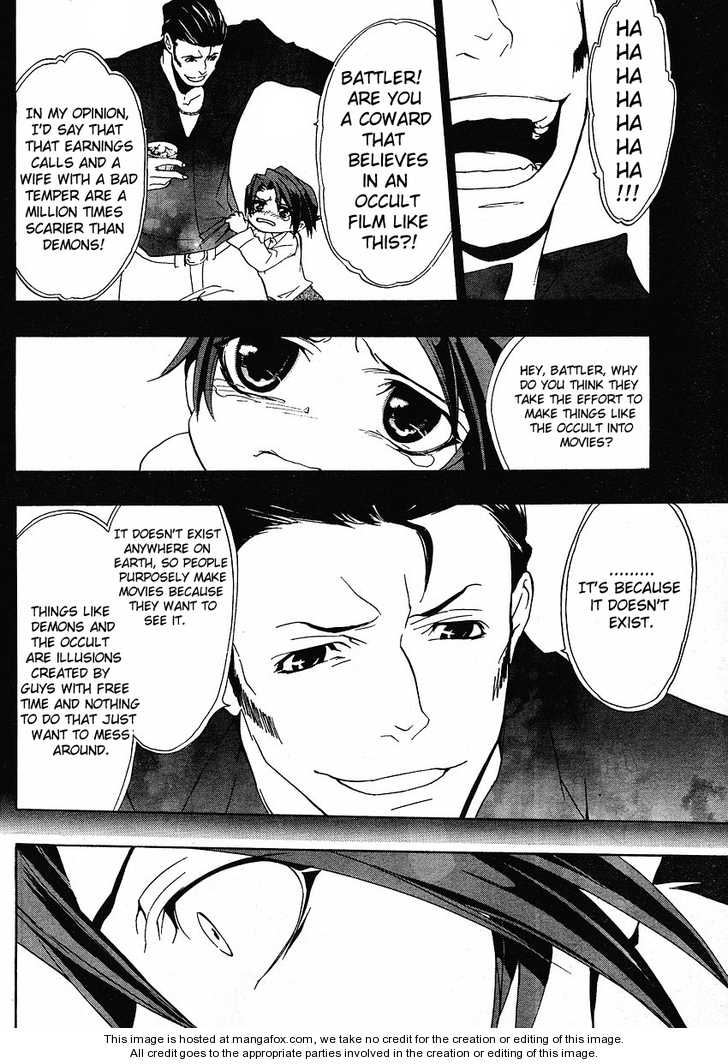 HA
HA
HA
HA
HA
HA
HA
!!!
BATTLER!
ARE YOU
A COWARD
THAT
BELIEVES
IN AN
OCCULT
FILM LIKE
THIS?!
IN MY OPINION,
I'D SAY THAT
THAT EARNINGS
CALLS AND A
WIFE WITH A BAD
TEMPER ARE A
MILLION TIMES
SCARIER THAN
DEMONS!
HEY, BATTLER, WHY
DO YOU THINK THEY
TAKE THE EFFORT TO
MAKE THINGS LIKE
THE OCCULT INTO
MOVIES?
.........
IT'S BECAUSE
IT DOESN'T
EXIST.
IT DOESN'T EXIST
ANYWHERE ON
EARTH, SO PEOPLE
PURPOSELY MAKE
MOVIES BECAUSE
THEY WANT TO
SEE IT.
THINGS LIKE
DEMONS AND
THE OCCULT
ARE ILLUSIONS
CREATED BY
GUYS WITH FREE
TIME AND NOTHING
TO DO THAT JUST
WANT TO MESS
AROUND.
This image is hosted at mangafox.com, we take no credit for the creation or editing of this image.
All credit goes to the appropriate parties involved in the creation and editing of this image.